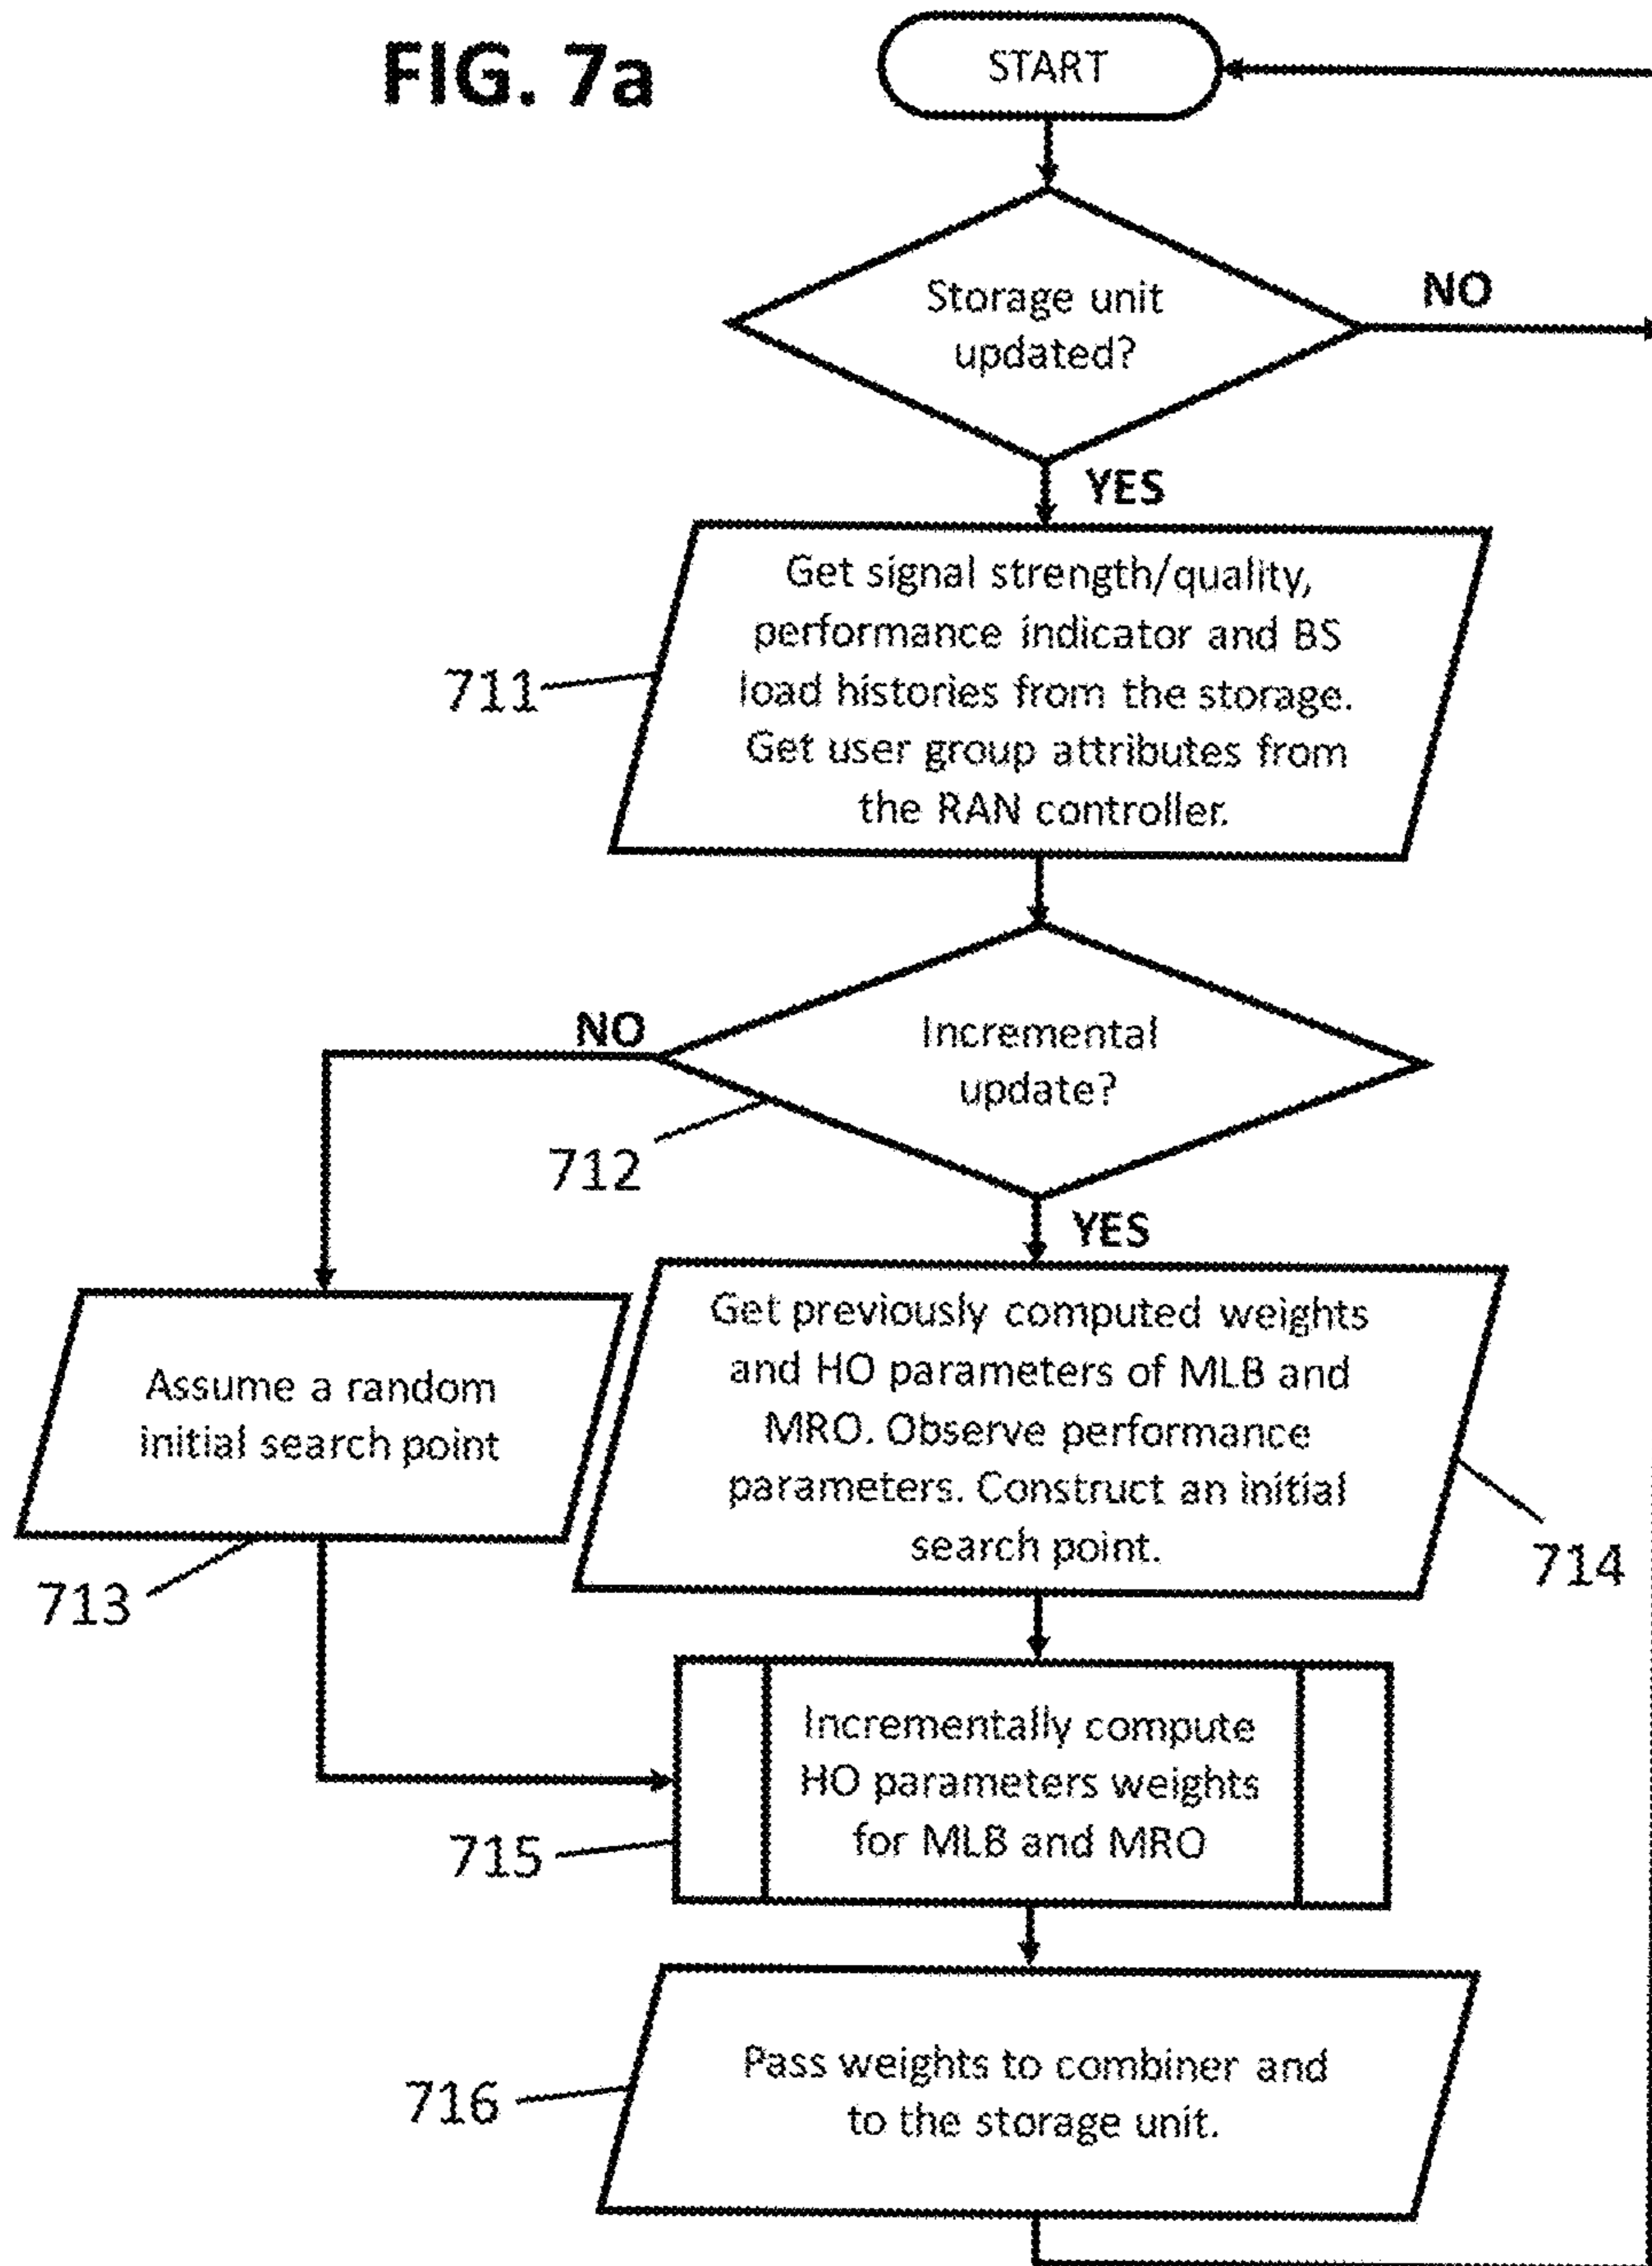 FIG. 7a
START
Storage unit
updated?
NO
YES
Get signal strength/quality,
performance indicator and BS
load histories from the storage.
Get user group attributes from
the RAN controller.
711
Incremental
update?
NO
712
YES
Assume a random
initial search point
713
Get previously computed weights
and HO parameters of MLB and
MRO. Observe performance
parameters. Construct an initial
search point.
714
Incrementally compute
HO parameters weights
for MLB and MRO
715
Pass weights to combiner and
to the storage unit.
716